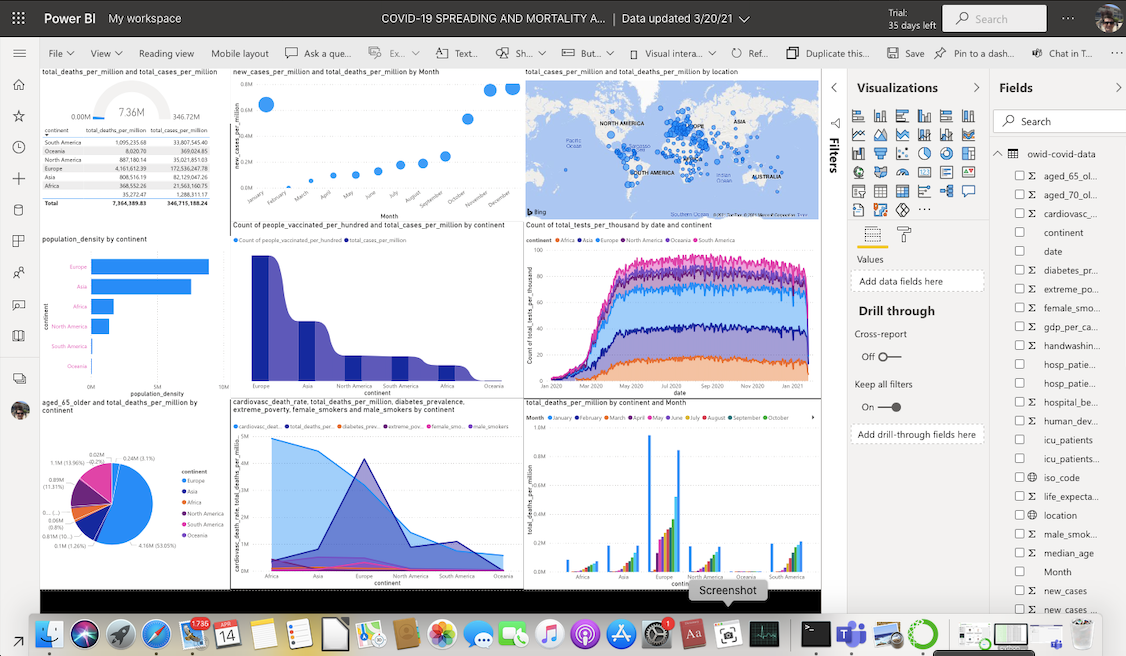 Power BI My workspace
COVID-19 SPREADING AND MORTALITY A... | Data updated 3/20/21
Trial:
35 days left
Search
File View Reading view Mobile layout Ask a que... Ex... Text... Sh... But... Visual intera... Ref... Duplicate this... Save Pin to a dash... Chat in T...
total_deaths_per_million and total_cases_per_million
7.36M
0.00M 346.72M
continent total_deaths_per_million total_cases_per_million
South America 1,095,235.68 33,807,545.40
Oceania 8,020.70 369,024.85
North America 887,180.14 35,021,851.03
Europe 4,161,612.39 172,536,247.78
Asia 808,516.19 82,129,047.26
Africa 368,552.26 21,563,160.75
35,272.47 1,288,311.17
Total 7,364,389.83 346,715,188.24
new_cases_per_million and total_deaths_per_million by Month
new_cases_per_million
0.8M
0.6M
0.4M
0.2M
0.0M
January February March April May June July August September October November December
Month
total_cases_per_million and total_deaths_per_million by location
NORTH AMERICA
EUROPE
ASIA
Pacific
Ocean
AFRICA
SOUTH AMERICA
Indian
Ocean
AUSTRALIA
Bing
population_density by continent
continent
Europe
Asia
Africa
North America
South America
Oceania
0M 5M 10M
population_density
Count of people_vaccinated_per_hundred and total_cases_per_million by continent
Count of people_vaccinated_per_hundred total_cases_per_million
Europe Asia North America South America Africa Oceania
continent
Count of total_tests_per_thousand by date and continent
continent Africa Asia Europe North America Oceania South America
Count of total_tests_per_thousand
100
80
60
40
20
0
Jan 2020 Mar 2020 May 2020 Jul 2020 Sep 2020 Nov 2020 Jan 2021
date
aged_65_older and total_deaths_per_million by
continent
0.02M
(0.2%)
0.24M (3.1%)
1.1M (13.96%)
0.89M
(11.31%)
0... (...)
0.06M
(0.8%)
0.81M (10...)
0.1M (1.26%)
4.16M (53.05%)
continent
Europe
Asia
Africa
North America
South America
Oceania
cardiovasc_death_rate, total_deaths_per_million, diabetes_prevalence,
extreme_poverty, female_smokers and male_smokers by continent
cardiovasc_deat... total_deaths_per... diabetes_prev... extreme_pov... female_smo... male_smokers
cardiovasc_death_rate, total_deaths_per_millio...
5M
4M
3M
2M
1M
0M
Africa Asia Europe North America South America Oceania
continent
total_deaths_per_million by continent and Month
Month January February March April May June July August September October
total_deaths_per_million
1.0M
0.8M
0.6M
0.4M
0.2M
0.0M
Africa Asia Europe North America Oceania South America
Filters
Visualizations
Values
Add data fields here
Drill through
Cross-report
Off
Keep all filters
On
Add drill-through fields here
Fields
Search
owid-covid-data
aged_65_ol...
aged_70_ol...
cardiovasc_...
continent
date
diabetes_pr...
extreme_po...
female_smo...
gdp_per_ca...
handwashin...
hosp_patie...
hosp_patie...
hospital_be...
human_dev...
icu_patients
icu_patients...
iso_code
life_expecta...
location
male_smok...
median_age
Month
new_cases
new_cases_
Screenshot
1,735
APR
14
1
Aa